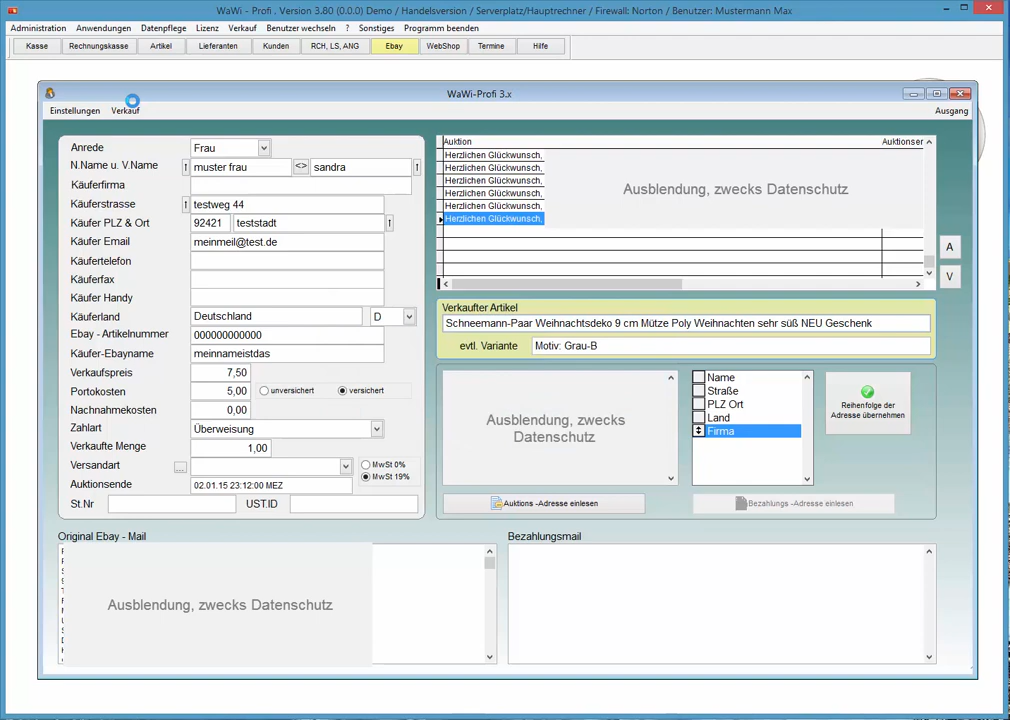 WaWi - Profi . Version 3.80 (0.0.0) Demo / Handelsversion / Serverplatz/Hauptrechner / Firewall: Norton / Benutzer: Mustermann Max
Administration Anwendungen Datenpflege Lizenz Verkauf Benutzer wechseln ? Sonstiges Programm beenden
Kasse Rechnungskasse Artikel Lieferanten Kunden RCH, LS, ANG Ebay WebShop Termine Hilfe
WaWi-Profi 3.x
Einstellungen Verkauf Ausgang
Anrede Frau
N.Name u. V.Name muster frau <> sandra
Käuferfirma
Käuferstrasse testweg 44
Käufer PLZ & Ort 92421 teststadt
Käufer Email meinmeil@test.de
Käufertelefon
Käuferfax
Käufer Handy
Käuferland Deutschland D
Ebay - Artikelnummer 000000000000
Käufer-Ebayname meinnameistdas
Verkaufspreis 7,50
Portokosten 5,00 unversichert versichert
Nachnahmekosten 0,00
Zahlart Überweisung
Verkaufte Menge 1,00
Versandart ... MwSt 0%
MwSt 19%
Auktionsende 02.01.15 23:12:00 MEZ
St.Nr UST.ID
Auktion Auktionser
Herzlichen Glückwunsch,
Herzlichen Glückwunsch,
Herzlichen Glückwunsch,
Herzlichen Glückwunsch,
Herzlichen Glückwunsch,
Herzlichen Glückwunsch,
Ausblendung, zwecks Datenschutz
A
V
Verkaufter Artikel
Schneemann-Paar Weihnachtsdeko 9 cm Mütze Poly Weihnachten sehr süß NEU Geschenk
evtl. Variante Motiv: Grau-B
Ausblendung, zwecks
Datenschutz
Name
Straße
PLZ Ort
Land
Firma
Reihenfolge der
Adresse übernehmen
Auktions -Adresse einlesen
Bezahlungs -Adresse einlesen
Original Ebay - Mail
Ausblendung, zwecks Datenschutz
Bezahlungsmail